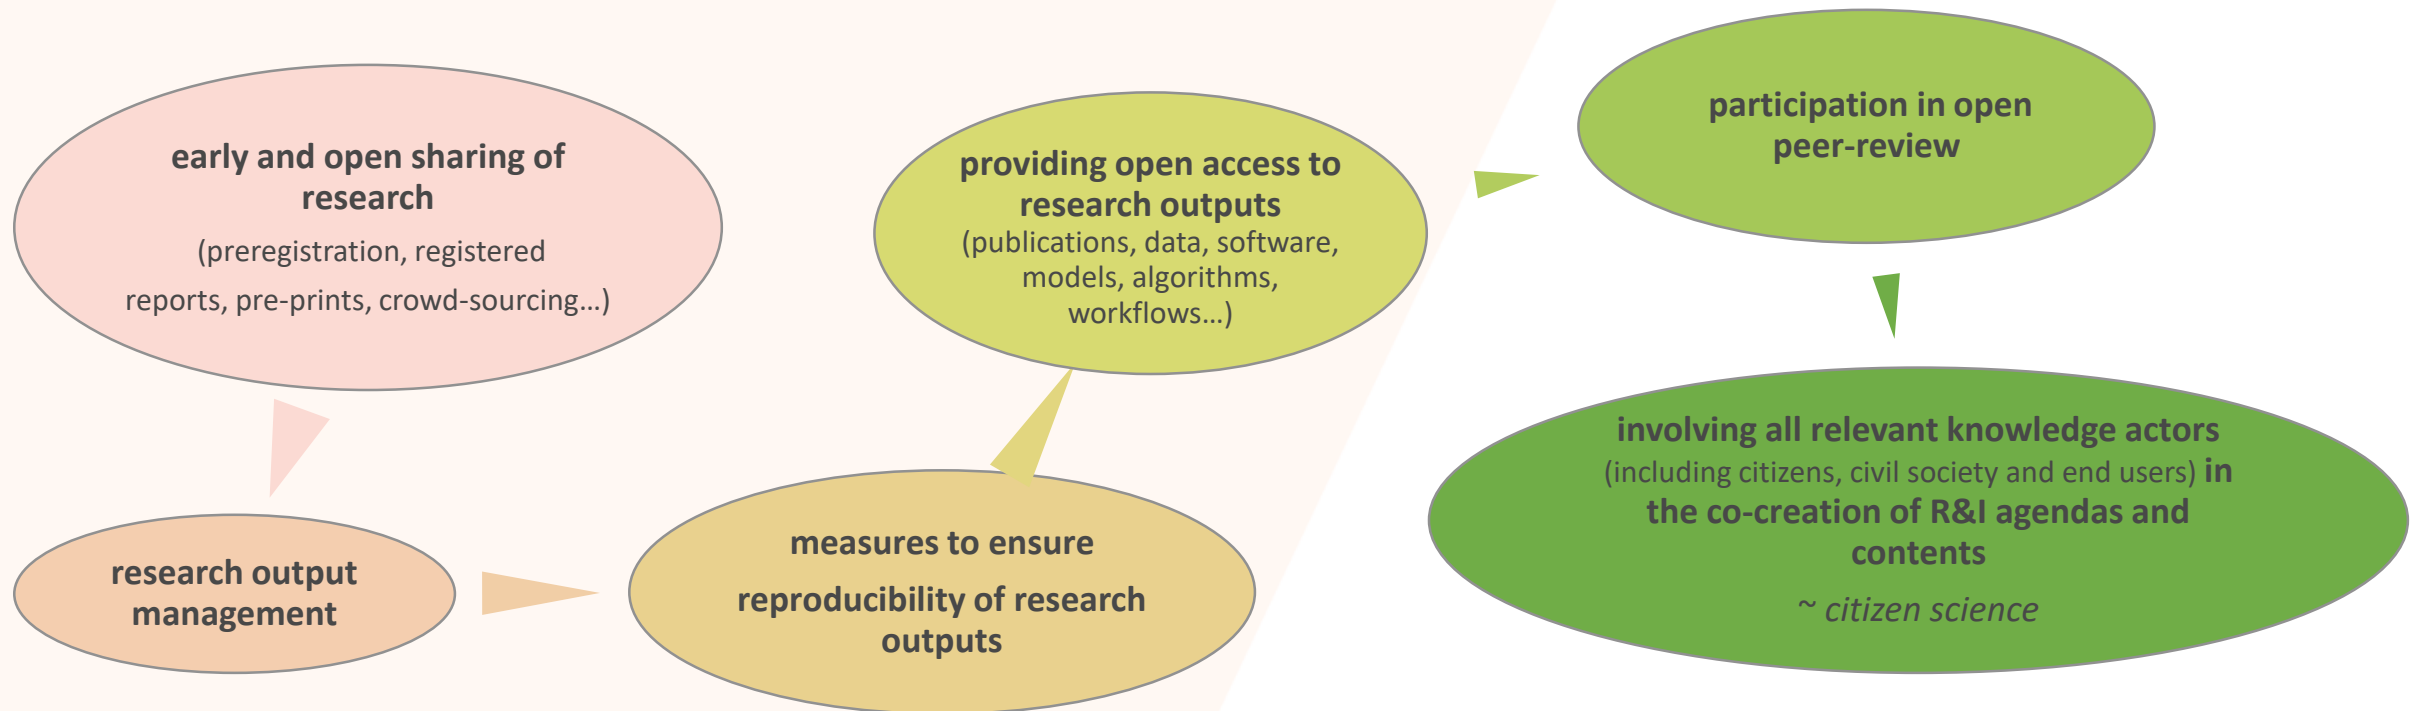 early and open sharing of
research
(preregistration, registered
reports, pre-prints, crowd-sourcing…)
research output
management
measures to ensure
reproducibility of research
outputs
providing open access to
research outputs
(publications, data, software,
models, algorithms,
workflows…)
participation in open
peer-review
involving all relevant knowledge actors
(including citizens, civil society and end users) in
the co-creation of R&I agendas and
contents
~ citizen science